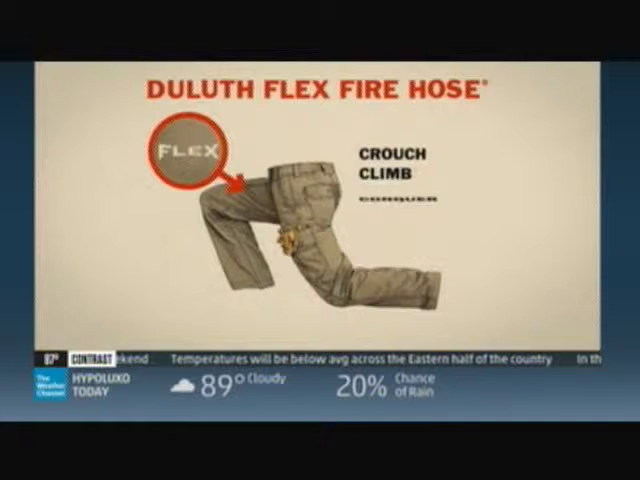 DULUTH FLEX FIRE HOSE®
FLEX
CROUCH
CLIMB
CONQUER
87° CONTRAST ekend Temperatures will be below avg across the Eastern half of the country In th
The Weather Channel
HYPOLUXO
TODAY
89° Cloudy
20% Chance
of Rain